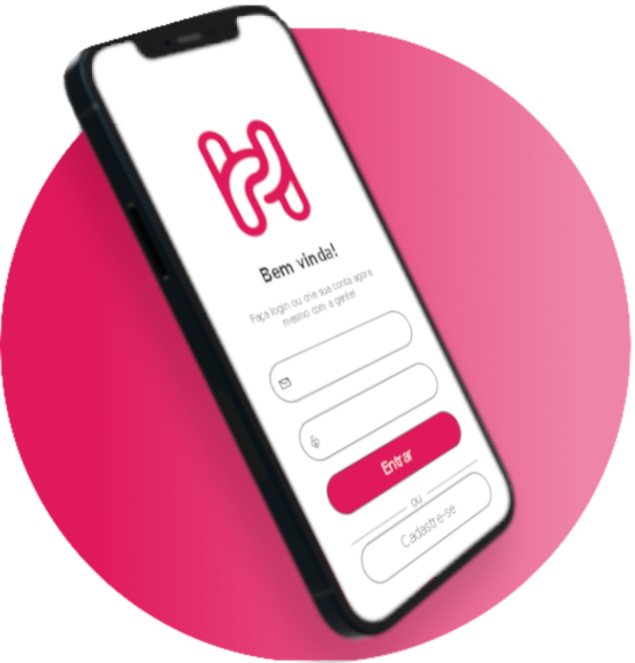 Bem vinda!
Faça login ou crie sua conta agora
mesmo com a gente!
Entrar
ou
Cadastre-se